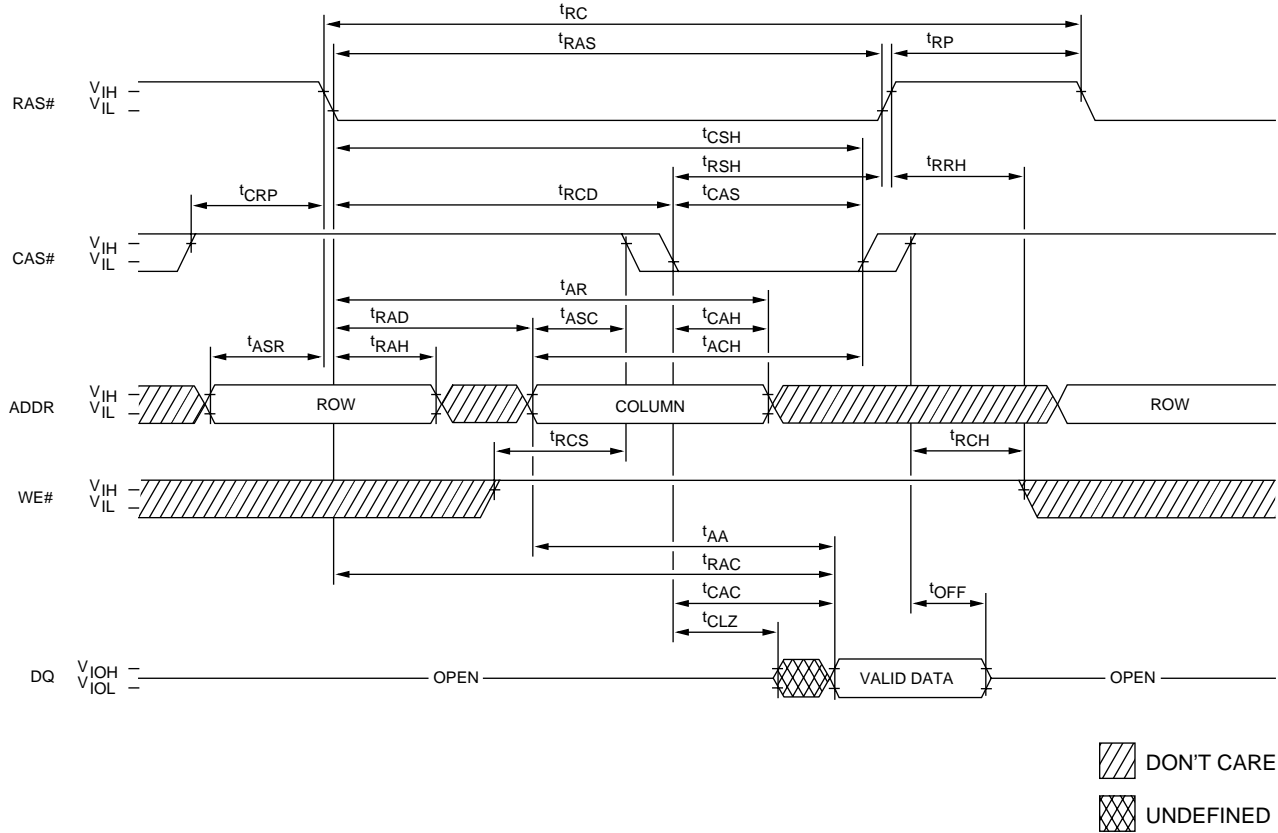 tRC
tRAS
tRP
RAS#
VIH
VIL
tCSH
tRSH
tRRH
tCRP
tRCD
tCAS
CAS#
VIH
VIL
tAR
tRAD
tASC
tCAH
tASR
tRAH
tACH
ADDR
VIH
VIL
ROW
COLUMN
ROW
tRCS
tRCH
WE#
VIH
VIL
tAA
tRAC
tCAC
tOFF
tCLZ
DQ
VIOH
VIOL
OPEN
VALID DATA
OPEN
DON'T CARE
UNDEFINED